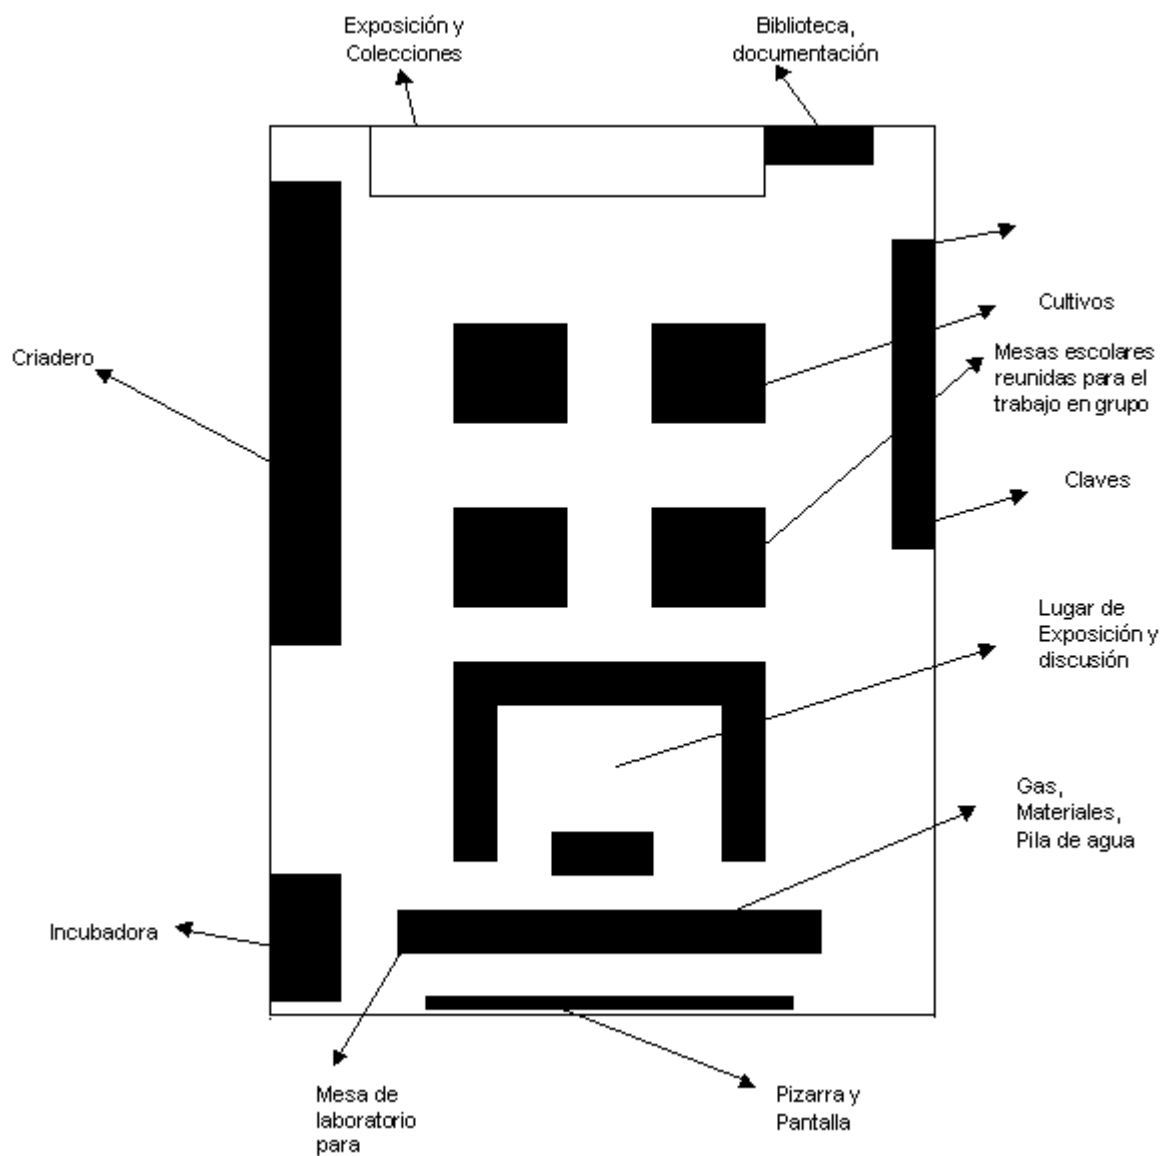 Exposición y
Colecciones
Biblioteca,
documentación
Cultivos
Criadero
Mesas escolares
reunidas para el
trabajo en grupo
Claves
Lugar de
Exposición y
discusión
Gas,
Materiales,
Pila de agua
Incubadora
Mesa de
laboratorio
para
Pizarra y
Pantalla